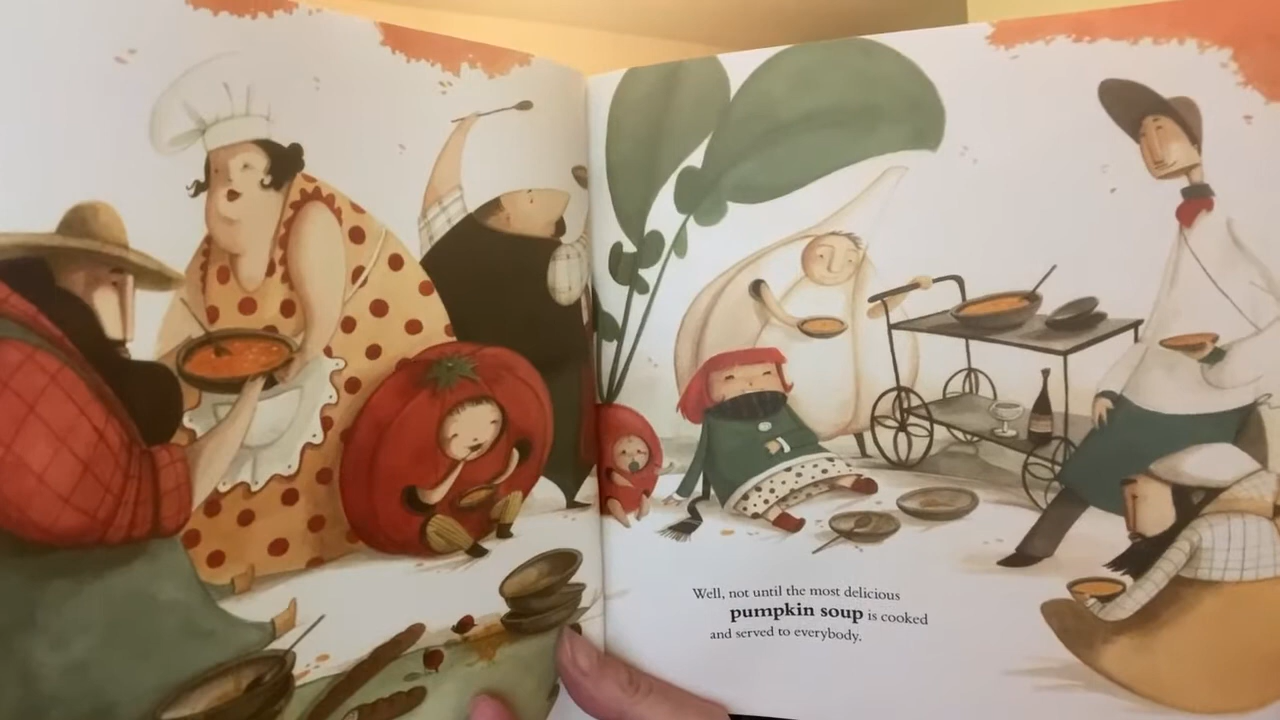 Well, not until the most delicious
pumpkin soup is cooked
and served to everybody.